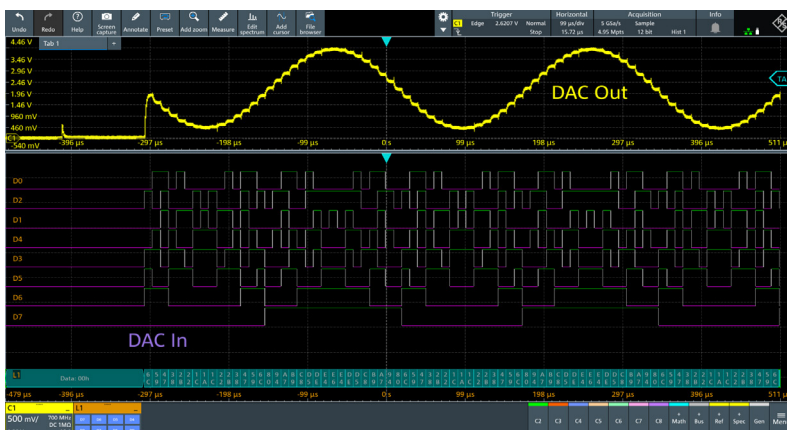 Undo Redo Help Screen capture Annotate Preset Add zoom Measure Edit spectrum Add cursor File browser
Trigger Horizontal Acquisition Info
C1 Edge 2.6207 V Normal 99 µs/div 5 GSa/s Sample
Stop 15.72 µs 4.95 Mpts 12 bit Hist 1
4.46 V Tab 1 +
3.46 V
2.96 V
2.46 V
TA
1.96 V
DAC Out
960 mV
460 mV
C1
-540 mV -396 µs -297 µs -198 µs -99 µs 0 s 99 µs 198 µs 297 µs 396 µs 511 µs
D0
D2
D1
D4
D3
D5
D6
D7
DAC In
L1 Data: 00h
-479 µs -396 µs -297 µs -198 µs -99 µs 0 s 99 µs 198 µs 297 µs 396 µs 511 µs
C1 L1
500 mV/ 700 MHz
DC 1MΩ
C2 C3 C4 C5 C6 C7 C8 Math Bus Ref Spec Gen Menu